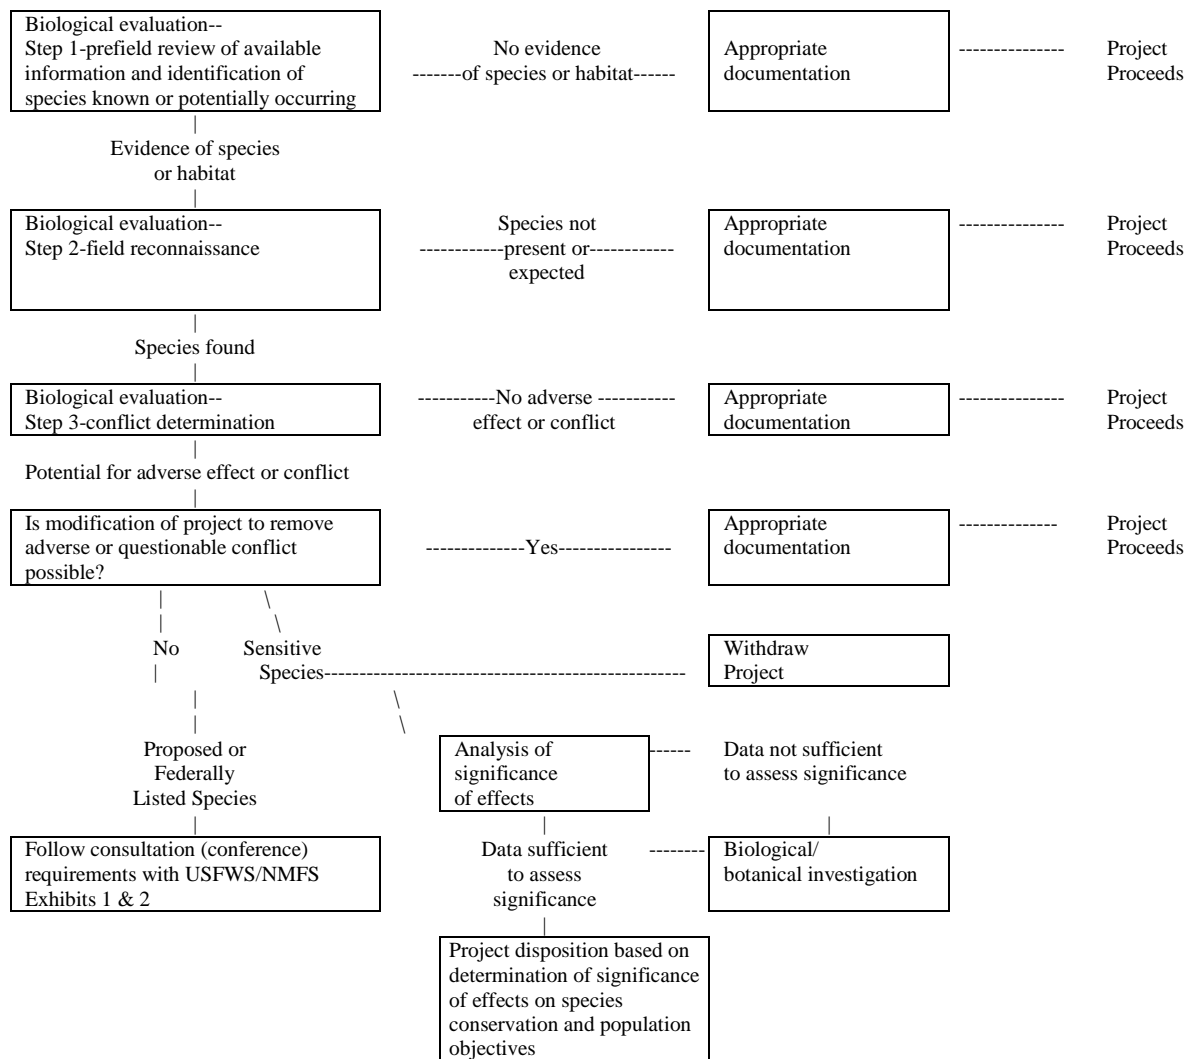 Biological evaluation--
Step 1-prefield review of available
information and identification of
species known or potentially occurring
No evidence
-------of species or habitat------
Appropriate
documentation
---------------
Project
Proceeds
|
Evidence of species
or habitat
|
Biological evaluation--
Step 2-field reconnaissance
Species not
------------present or------------
expected
Appropriate
documentation
---------------
Project
Proceeds
|
Species found
|
Biological evaluation--
Step 3-conflict determination
-----------No adverse -----------
effect or conflict
Appropriate
documentation
---------------
Project
Proceeds
|
Potential for adverse effect or conflict
|
Is modification of project to remove
adverse or questionable conflict
possible?
--------------Yes----------------
Appropriate
documentation
--------------
Project
Proceeds
| \
| \
No Sensitive
| Species---------------------------------------------------
Withdraw
Project
| \
| \
Proposed or
Federally
Listed Species
|
Analysis of
significance
of effects
------
Data not sufficient
to assess significance
| |
Follow consultation (conference)
requirements with USFWS/NMFS
Exhibits 1 & 2
Data sufficient
to assess
significance
--------
Biological/
botanical investigation
|
Project disposition based on
determination of significance
of effects on species
conservation and population
objectives